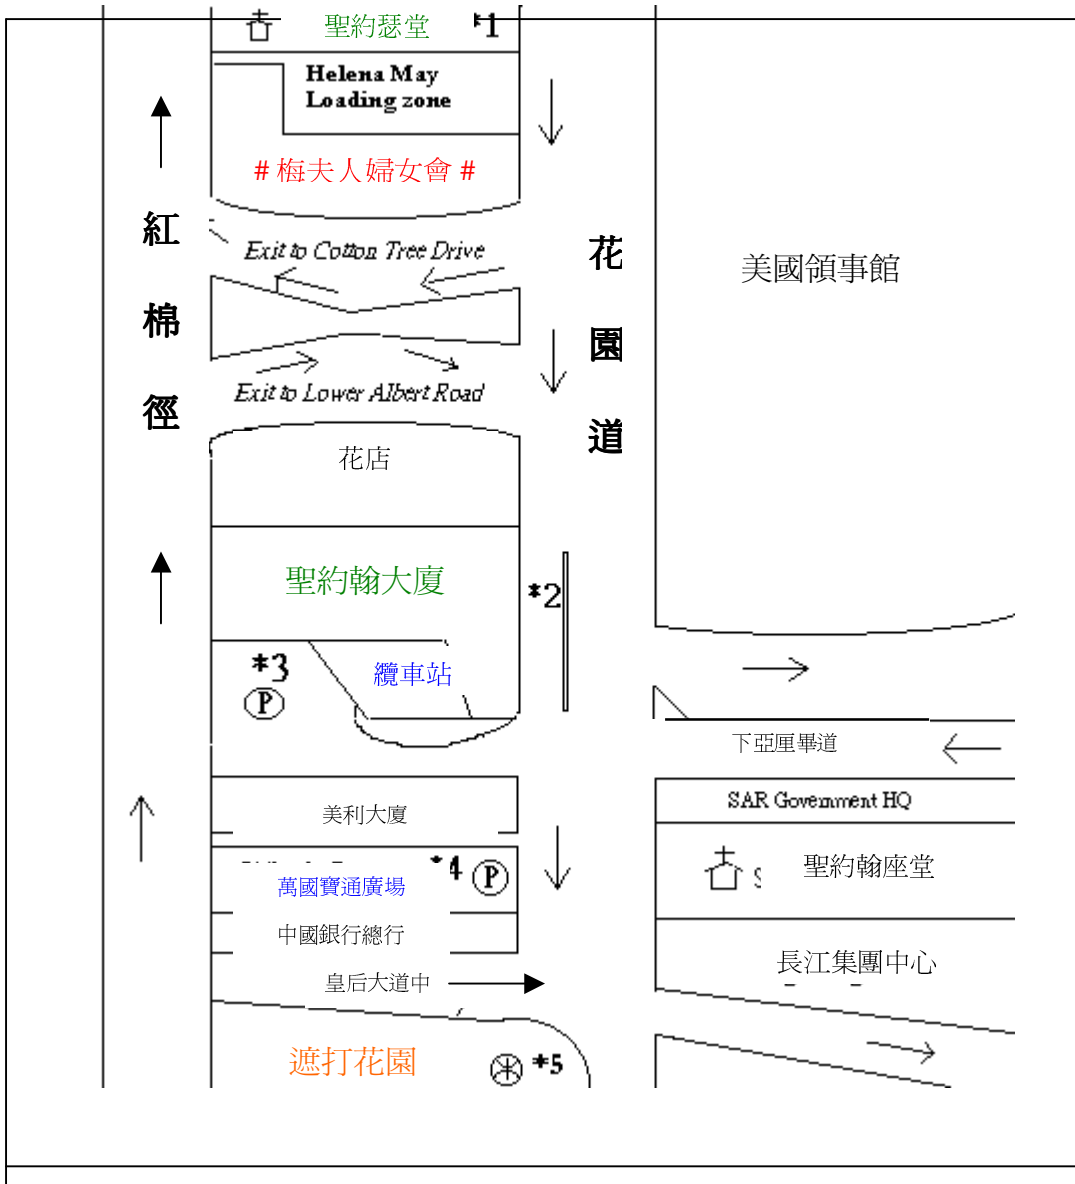 聖約瑟堂 *1
Helena May
Loading zone
# 梅夫人婦女會 #
紅棉徑
花園道
美國領事館
Exit to Cotton Tree Drive
Exit to Lower Albert Road
花店
聖約翰大廈
*2
*3
P
纜車站
下亞厘畢道
美利大廈
SAR Government HQ
*4 P
萬國寶通廣場
聖約翰座堂
中國銀行總行
長江集團中心
皇后大道中
遮打花園
*5